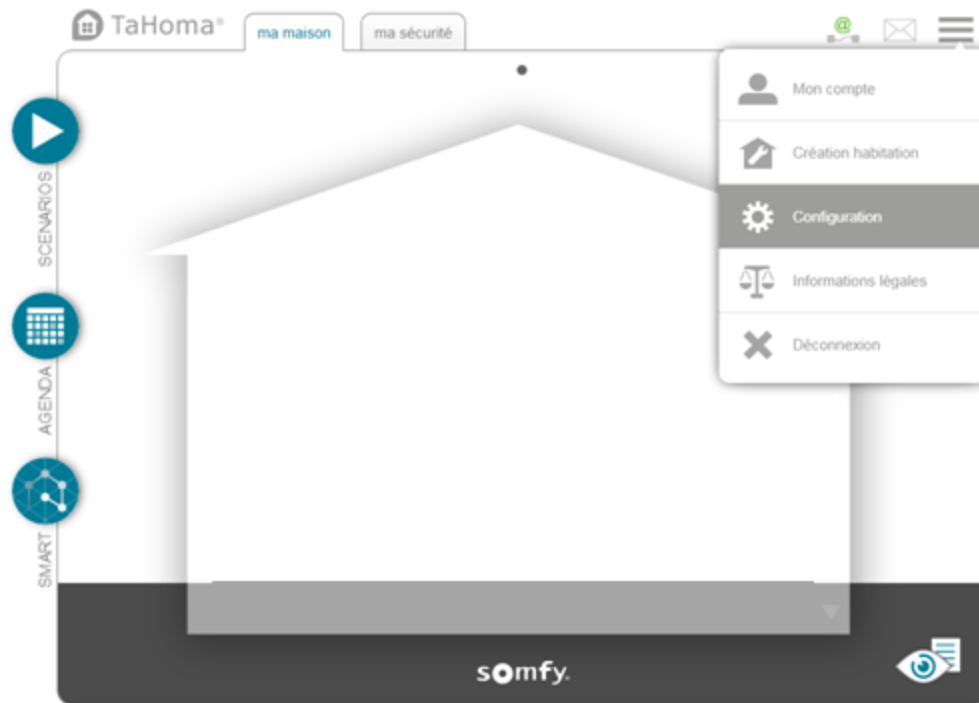 TaHoma®
ma maison
ma sécurité
@
Mon compte
Création habitation
Configuration
Informations légales
Déconnexion
SCENARIOS
AGENDA
SMART
somfy.